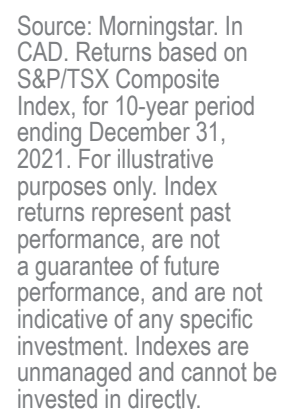 Source: Morningstar. In
CAD. Returns based on
S&P/TSX Composite
Index, for 10-year period
ending December 31,
2021. For illustrative
purposes only. Index
returns represent past
performance, are not
a guarantee of future
performance, and are not
indicative of any specific
investment. Indexes are
unmanaged and cannot be
invested in directly.